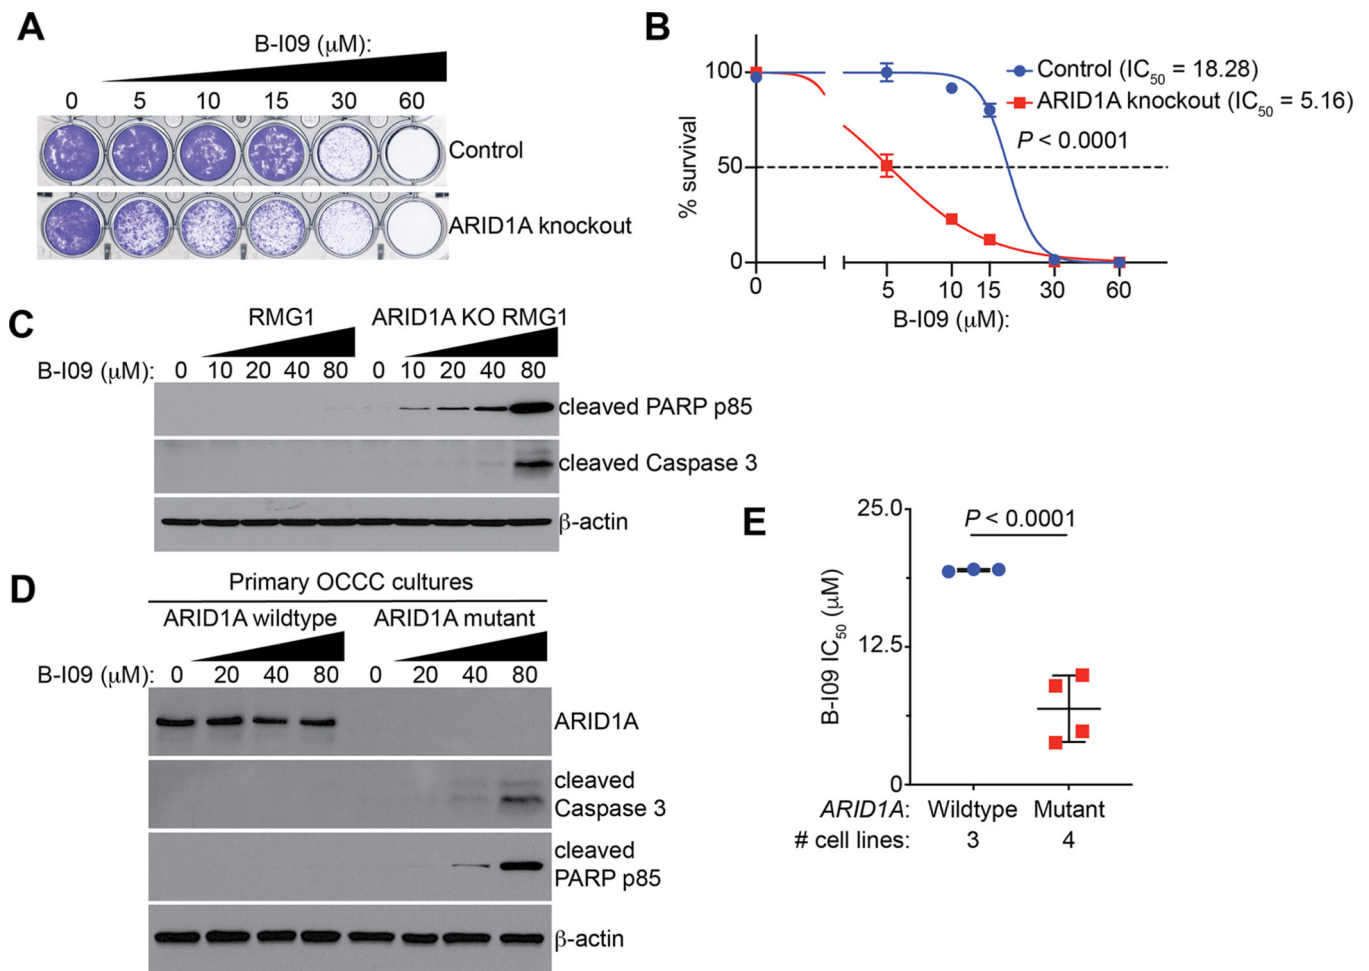 A
B-I09 (μM):
0 5 10 15 30 60
Control
ARID1A knockout
B
% survival
100
50
0
Control (IC50 = 18.28)
ARID1A knockout (IC50 = 5.16)
P < 0.0001
0 5 10 15 30 60
B-I09 (μM):
C
RMG1 ARID1A KO RMG1
B-I09 (μM): 0 10 20 40 80 0 10 20 40 80
cleaved PARP p85
cleaved Caspase 3
β-actin
D
Primary OCCC cultures
ARID1A wildtype ARID1A mutant
B-I09 (μM): 0 20 40 80 0 20 40 80
ARID1A
cleaved
Caspase 3
cleaved
PARP p85
β-actin
E
B-I09 IC50 (μM)
25.0
12.5
0
P < 0.0001
ARID1A: Wildtype Mutant
# cell lines: 3 4